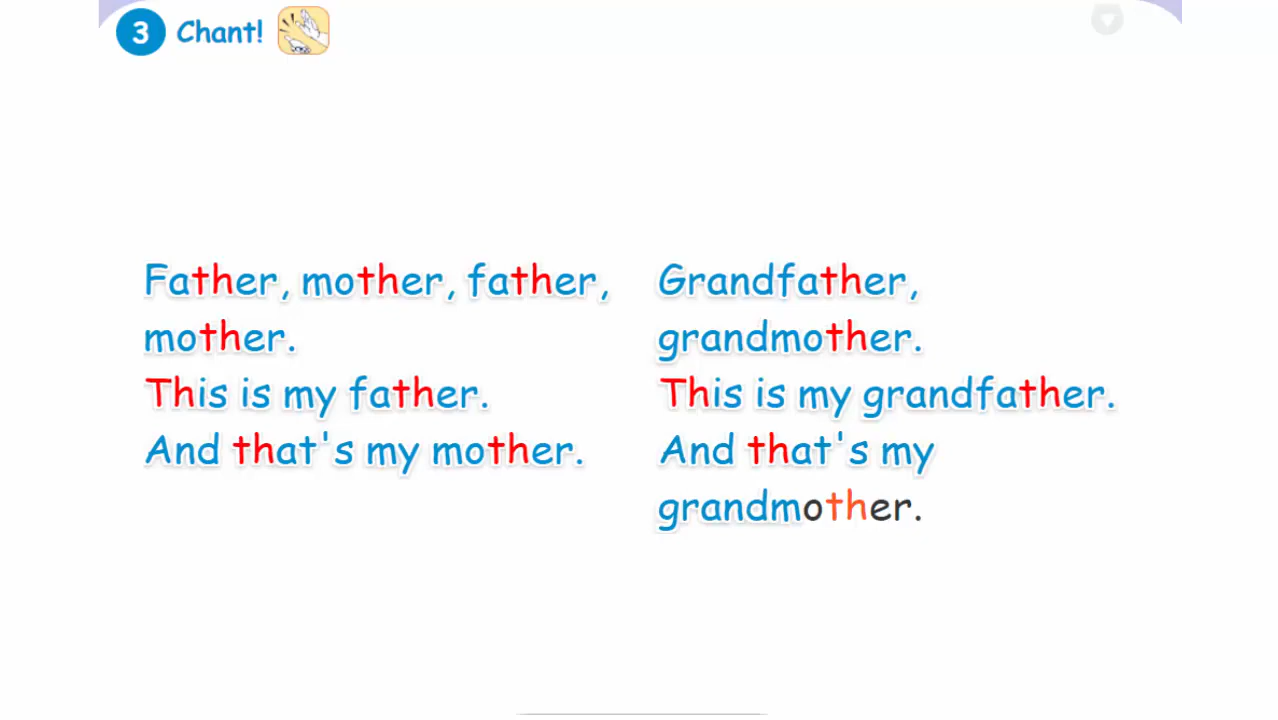 3 Chant!
Father, mother, father,
mother.
This is my father.
And that's my mother.
Grandfather,
grandmother.
This is my grandfather.
And that's my
grandmother.